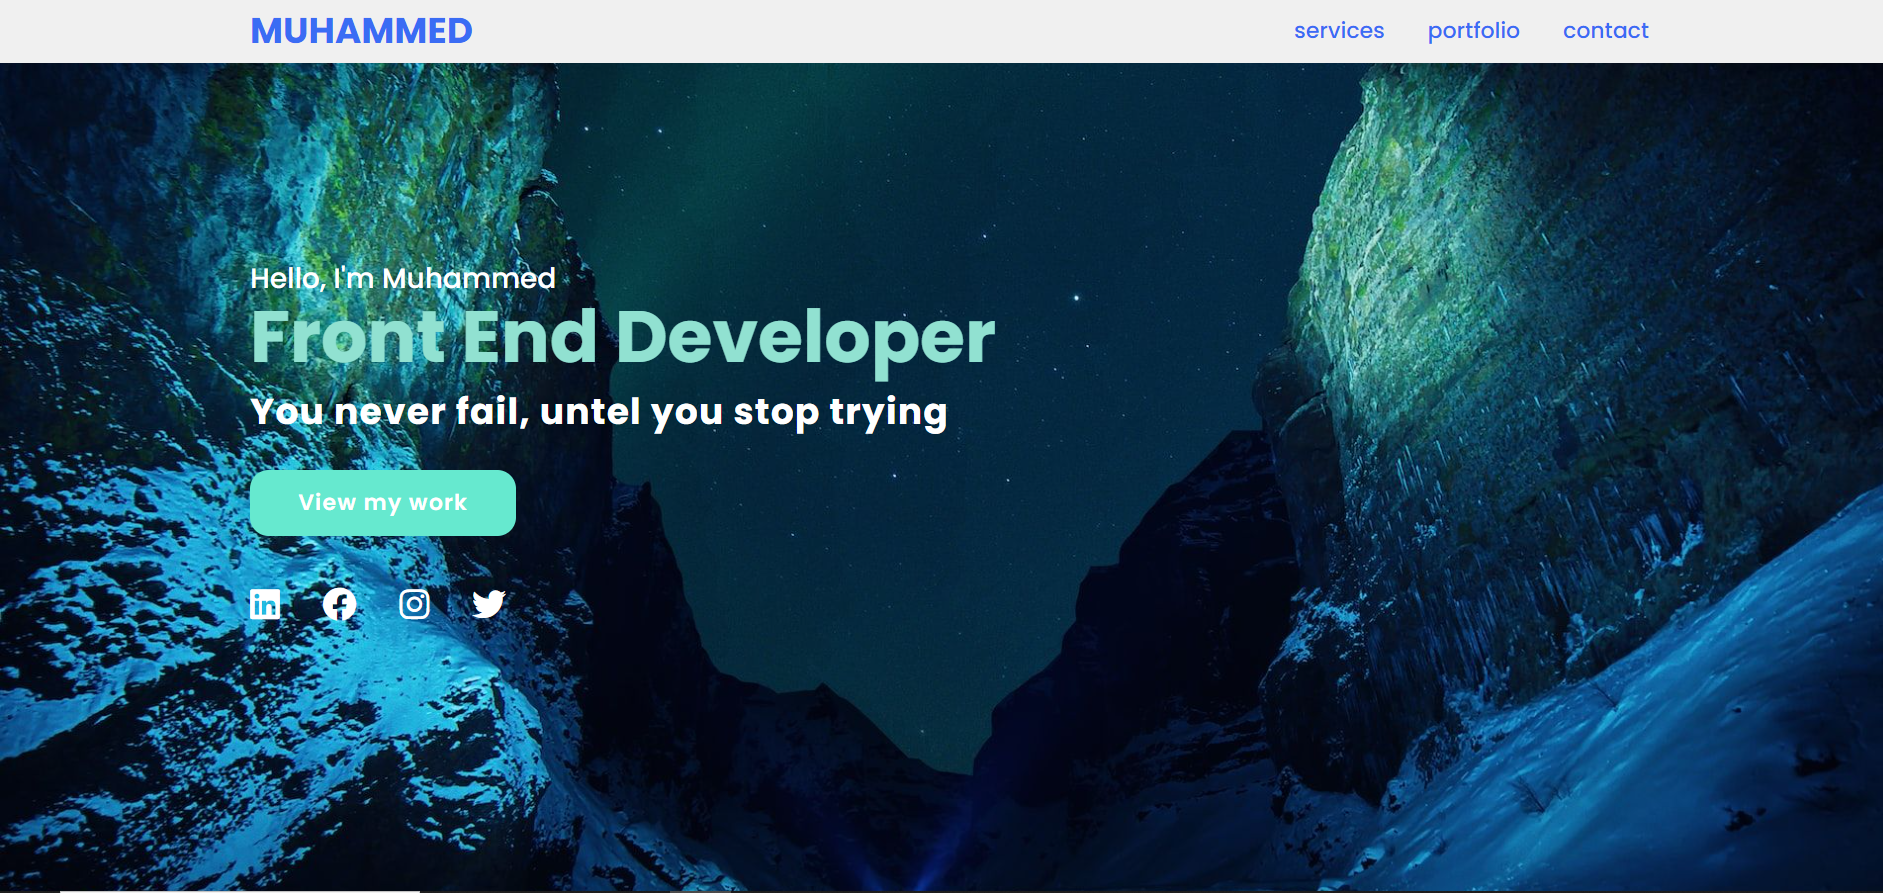 MUHAMMED
services portfolio contact
Hello, I'm Muhammed
Front End Developer
You never fail, untel you stop trying
View my work